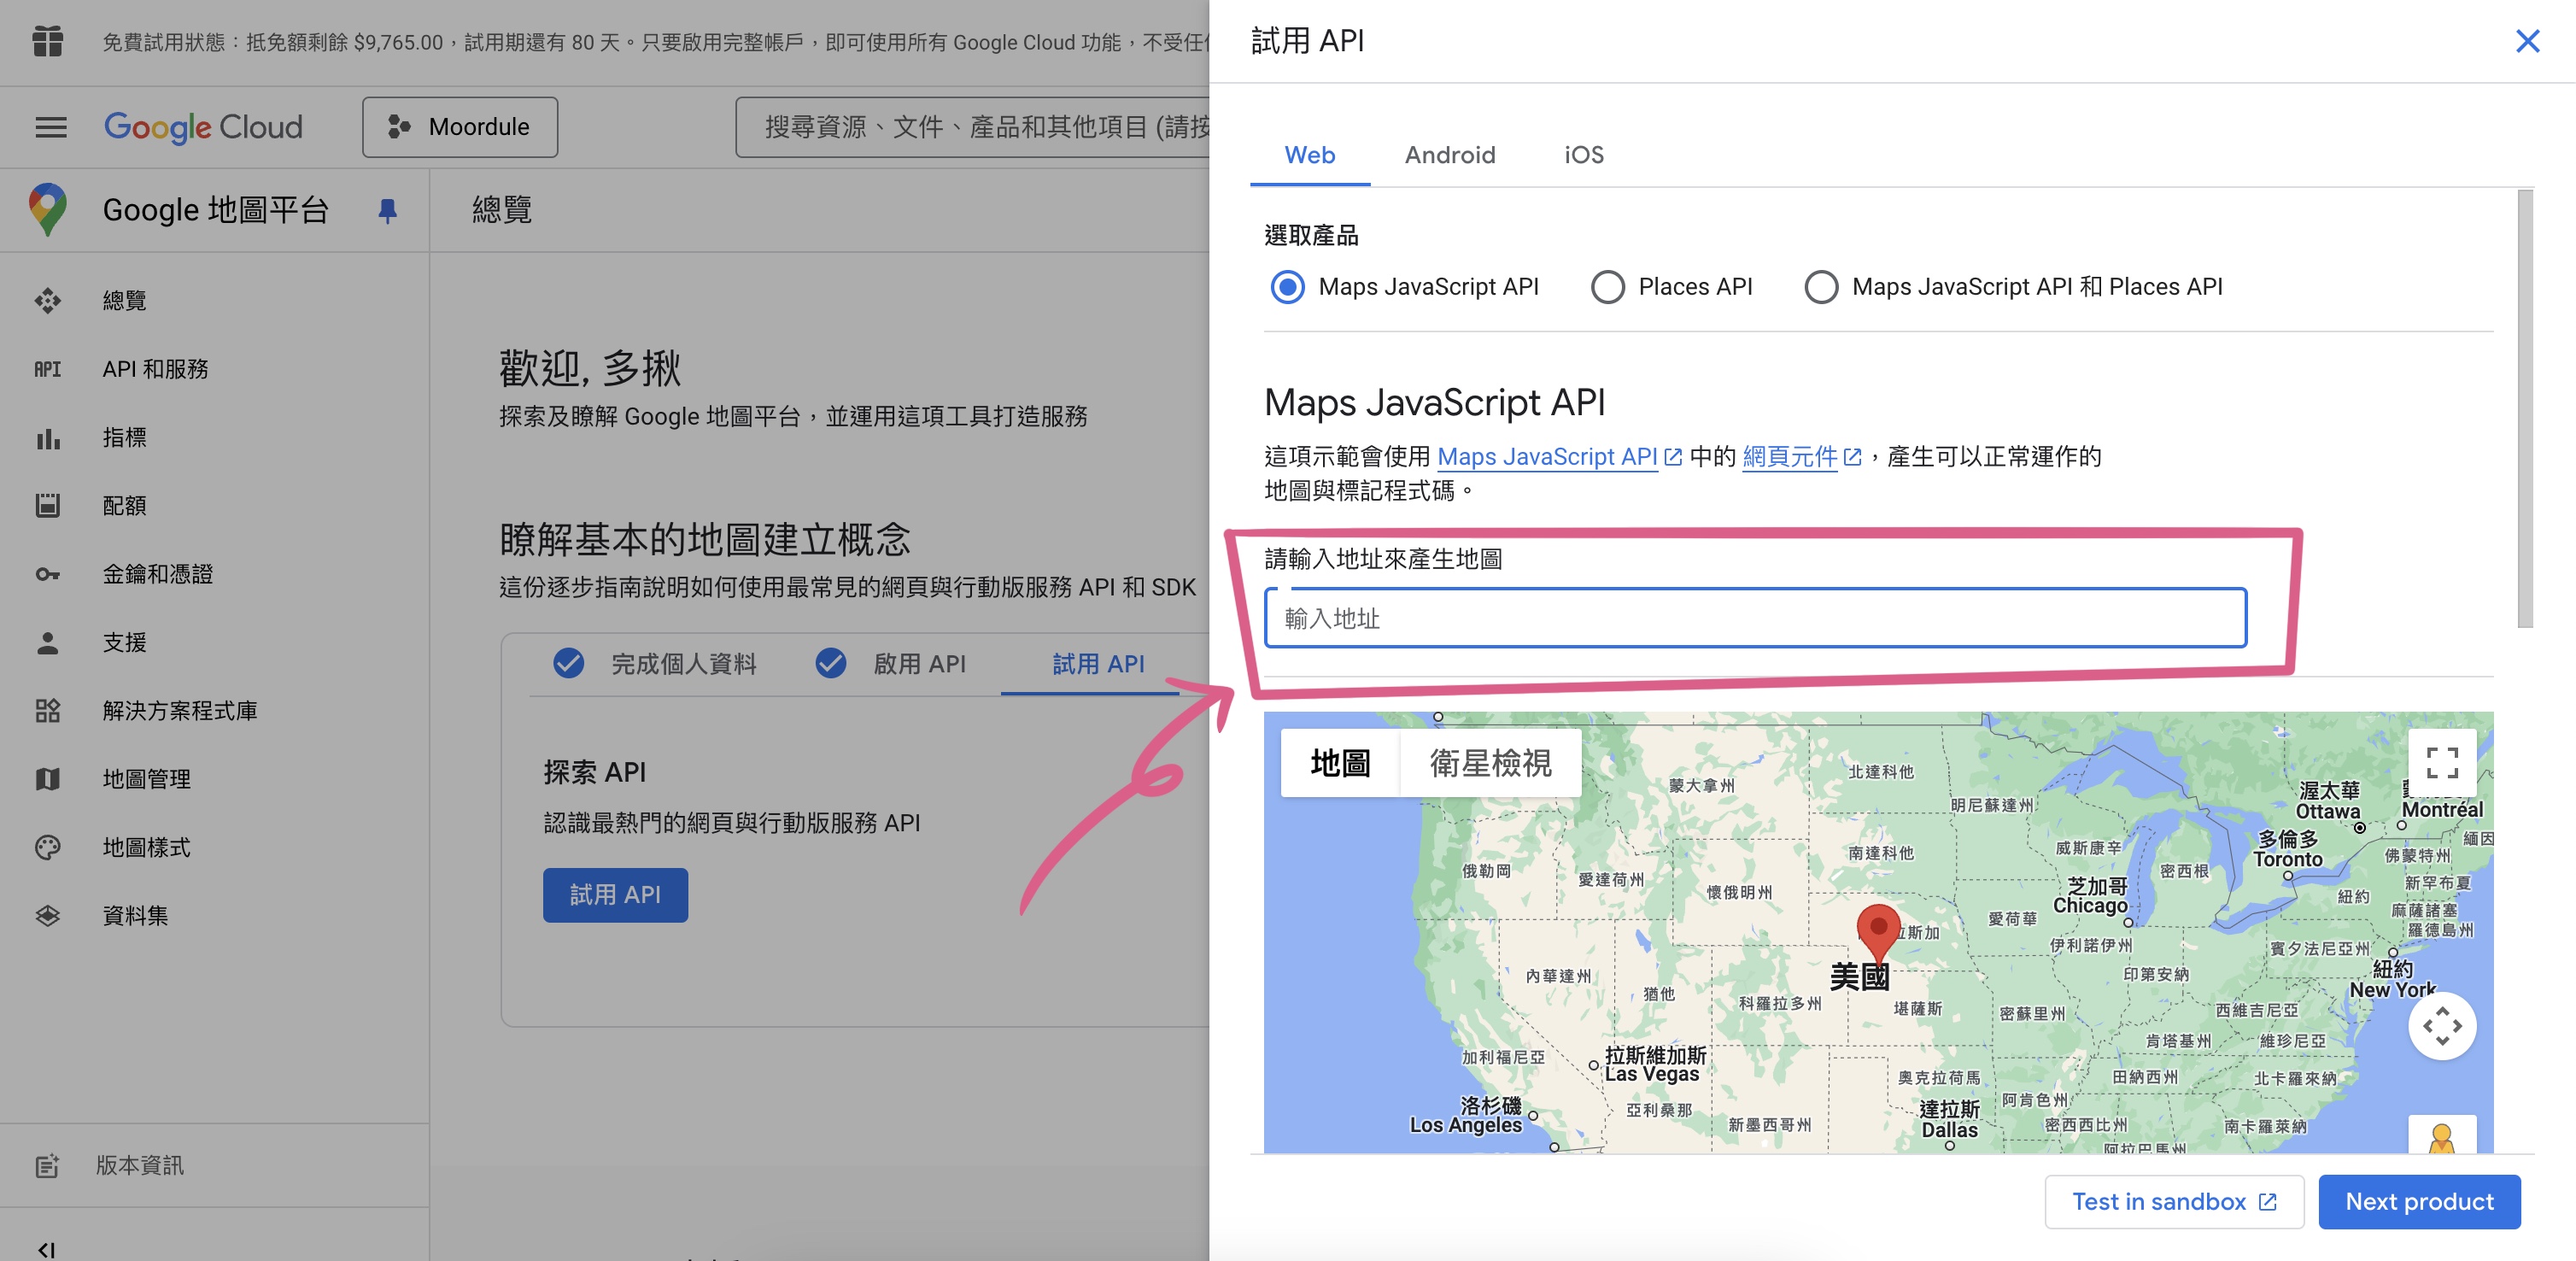 免費試用狀態：抵免額剩餘 $9,765.00，試用期還有 80 天。只要啟用完整帳戶，即可使用所有 Google Cloud 功能，不受任
Google Cloud
Moordule
搜尋資源、文件、產品和其他項目 (請按
Google 地圖平台
總覽
總覽
API
API 和服務
指標
配額
金鑰和憑證
支援
解決方案程式庫
地圖管理
地圖樣式
資料集
版本資訊
歡迎, 多揪
探索及瞭解 Google 地圖平台，並運用這項工具打造服務
瞭解基本的地圖建立概念
這份逐步指南說明如何使用最常見的網頁與行動版服務 API 和 SDK
完成個人資料
啟用 API
試用 API
探索 API
認識最熱門的網頁與行動版服務 API
試用 API
試用 API
Web
Android
iOS
選取產品
Maps JavaScript API
Places API
Maps JavaScript API 和 Places API
Maps JavaScript API
這項示範會使用 Maps JavaScript API 中的 網頁元件，產生可以正常運作的
地圖與標記程式碼。
請輸入地址來產生地圖
輸入地址
地圖
衛星檢視
蒙大拿州
北達科他
明尼蘇達州
渥太華
Ottawa
Montréal
多倫多
Toronto
緬因
佛蒙特州
威斯康辛
密西根
南達科他
俄勒岡
愛達荷州
懷俄明州
芝加哥
Chicago
紐約
新罕布夏
麻薩諸塞
羅德島州
愛荷華
拉斯加
伊利諾伊州
賓夕法尼亞州
美國
內華達州
猶他
科羅拉多州
堪薩斯
印第安納
紐約
New York
密蘇里州
西維吉尼亞
肯塔基州
維珍尼亞
加利福尼亞
拉斯維加斯
Las Vegas
奧克拉荷馬
田納西州
北卡羅來納
洛杉磯
Los Angeles
亞利桑那
新墨西哥州
達拉斯
Dallas
阿肯色州
密西西比州
南卡羅萊納
阿拉巴馬州
Test in sandbox
Next product